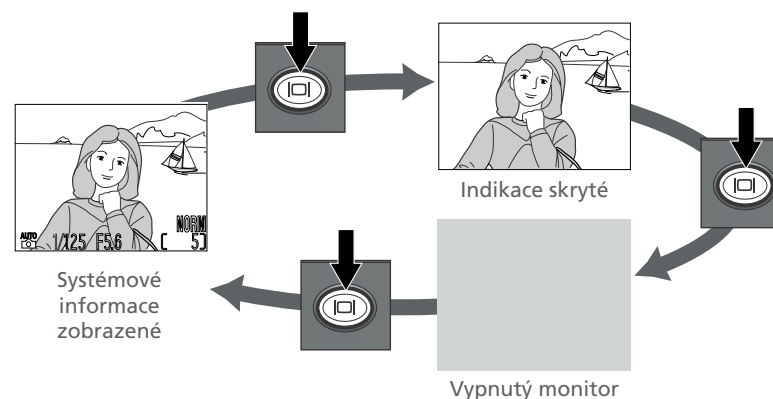 AUTO
1/125 F5.6
NORM
[ 5]
Systémové
informace
zobrazené
Indikace skryté
Vypnutý monitor